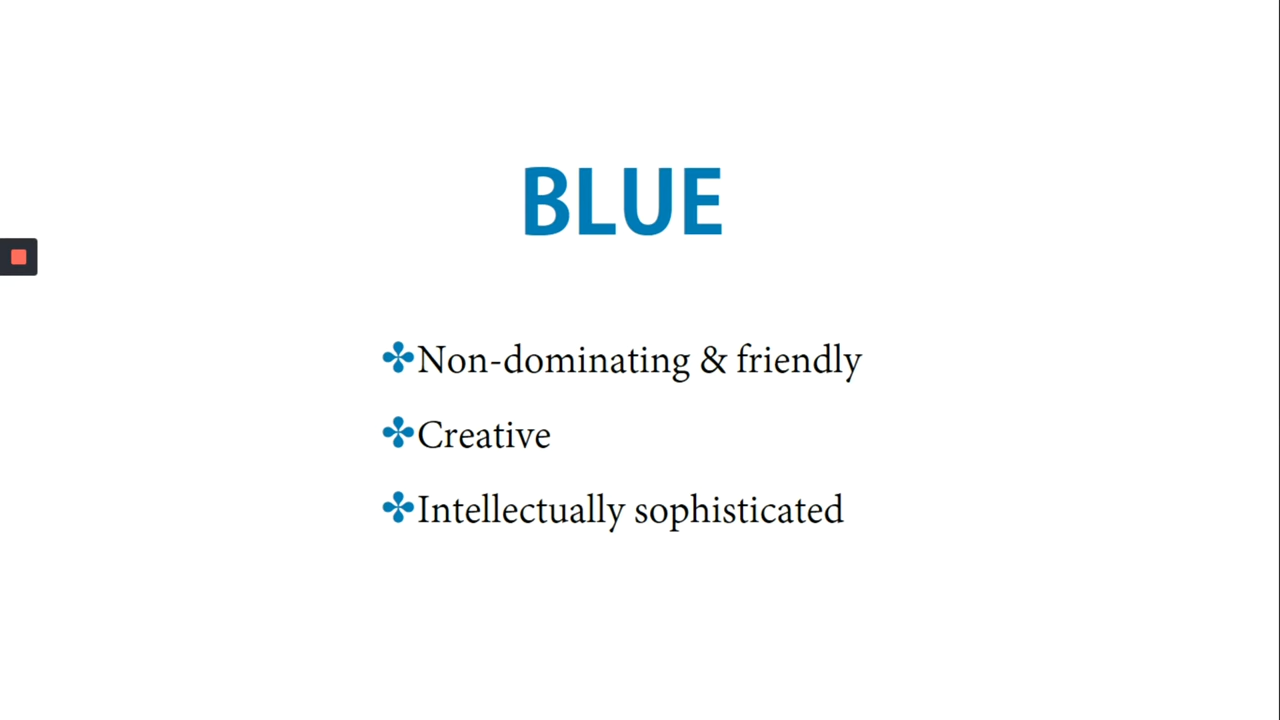 BLUE
✤Non-dominating & friendly
✤Creative
✤Intellectually sophisticated